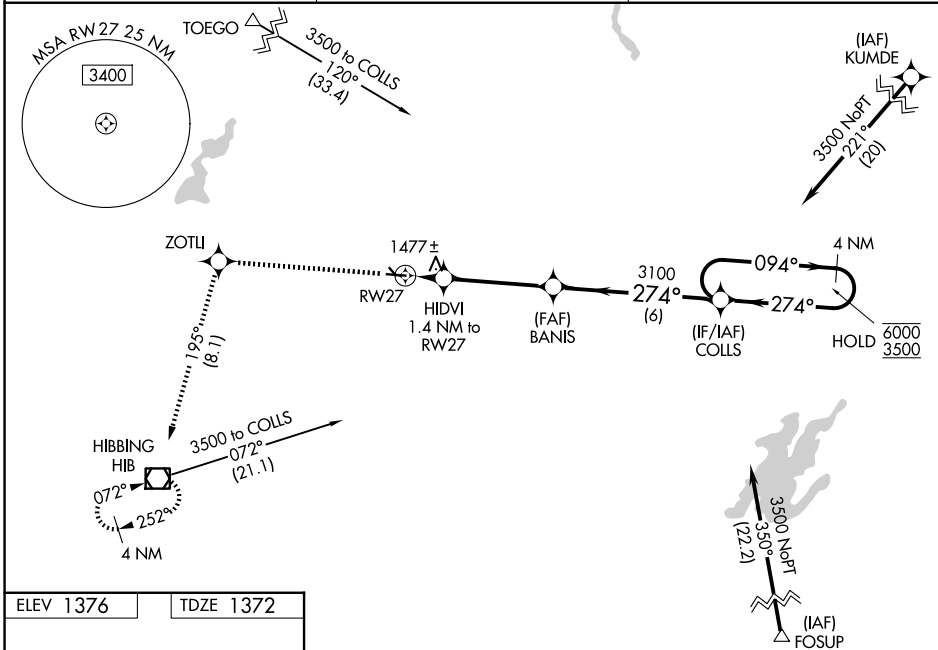 TOEGO
3500 to COLLS
120°
(33.4)
MSA RW27 25 NM
3400
(IAF)
KUMDE
3500 NoPT
221°
(20)
ZOTLI
1477 ±
RW27
HIDVI
1.4 NM to
RW27
(FAF)
BANIS
3100
274°
(6)
(IF/IAF)
COLLS
094°
274°
4 NM
HOLD
6000
3500
195°
(8.1)
HIBBING
HIB
3500 to COLLS
072°
(21.1)
072°
252°
4 NM
3500 NoPT
350°
(22.2)
(IAF)
FOSUP
ELEV 1376
TDZE 1372